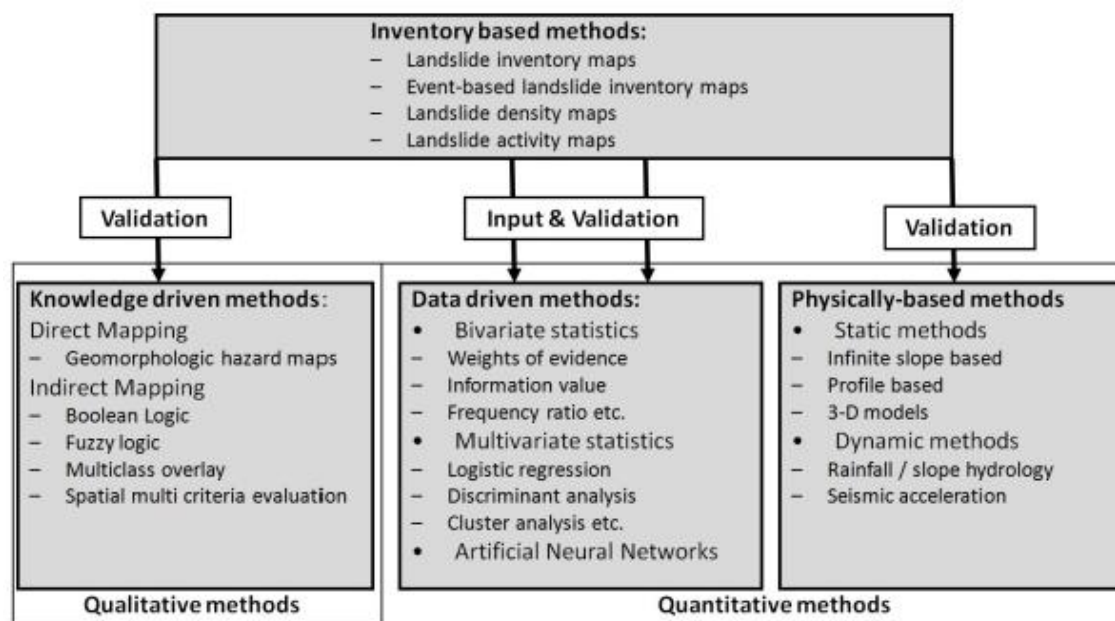 Inventory based methods:
– Landslide inventory maps
– Event-based landslide inventory maps
– Landslide density maps
– Landslide activity maps
Validation
Input & Validation
Validation
Knowledge driven methods:
Direct Mapping
– Geomorphologic hazard maps
Indirect Mapping
– Boolean Logic
– Fuzzy logic
– Multiclass overlay
– Spatial multi criteria evaluation
Qualitative methods
Data driven methods:
• Bivariate statistics
– Weights of evidence
– Information value
– Frequency ratio etc.
• Multivariate statistics
– Logistic regression
– Discriminant analysis
– Cluster analysis etc.
• Artificial Neural Networks
Physically-based methods
• Static methods
– Infinite slope based
– Profile based
– 3-D models
• Dynamic methods
– Rainfall / slope hydrology
– Seismic acceleration
Quantitative methods